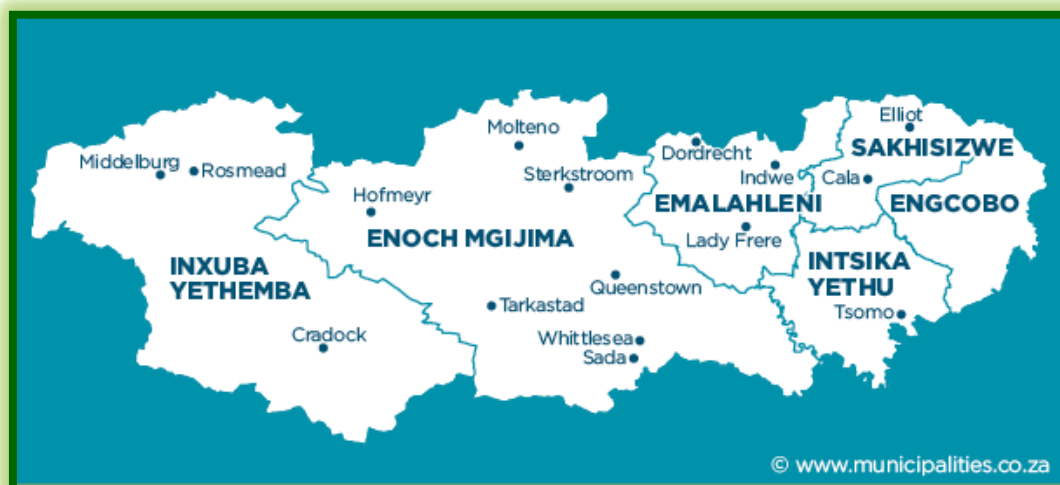 Elliot
Molteno
SAKHISIZWE
Dordrecht
Middelburg
Rosmead
Sterkstroom
Indwe
Cala
Hofmeyr
EMALAHLENI
ENGCOBO
ENOCH MGIJIMA
Lady Frere
INXUBA
YETHEMBA
INTSIKA
YETHU
Queenstown
Tarkastad
Tsomo
Cradock
Whittlesea
Sada
© www.municipalities.co.za